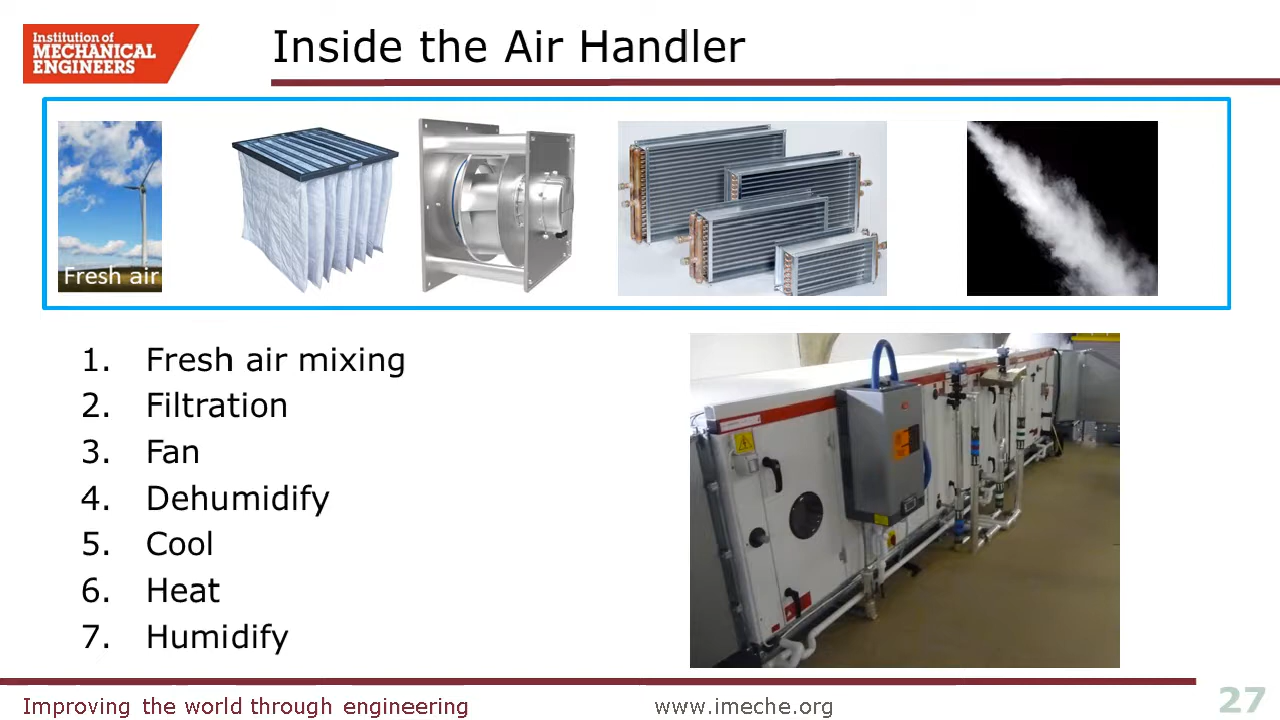 Institution of
MECHANICAL
ENGINEERS
Inside the Air Handler
Fresh air
1. Fresh air mixing
2. Filtration
3. Fan
4. Dehumidify
5. Cool
6. Heat
7. Humidify
Improving the world through engineering
www.imeche.org
27